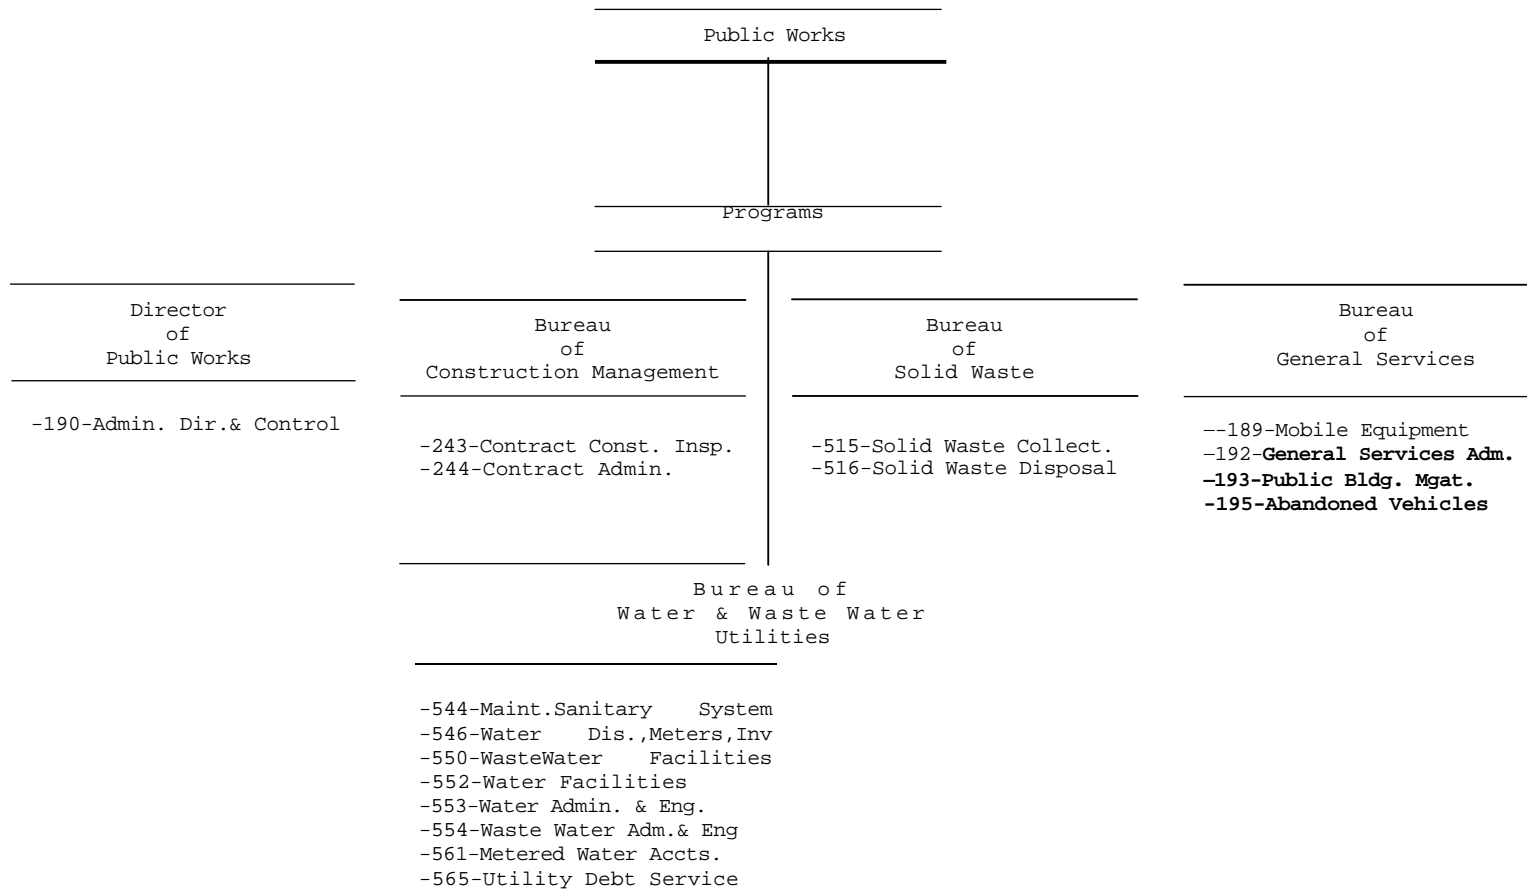 Public Works
Programs
Director
of
Public Works
-190-Admin. Dir.& Control
Bureau
of
Construction Management
-243-Contract Const. Insp.
-244-Contract Admin.
Bureau
of
Solid Waste
-515-Solid Waste Collect.
-516-Solid Waste Disposal
Bureau
of
General Services
–-189-Mobile Equipment
–192-General Services Adm.
–193-Public Bldg. Mgat.
-195-Abandoned Vehicles
Bureau of
Water & Waste Water
Utilities
-544-Maint.Sanitary System
-546-Water Dis.,Meters,Inv
-550-WasteWater Facilities
-552-Water Facilities
-553-Water Admin. & Eng.
-554-Waste Water Adm.& Eng
-561-Metered Water Accts.
-565-Utility Debt Service